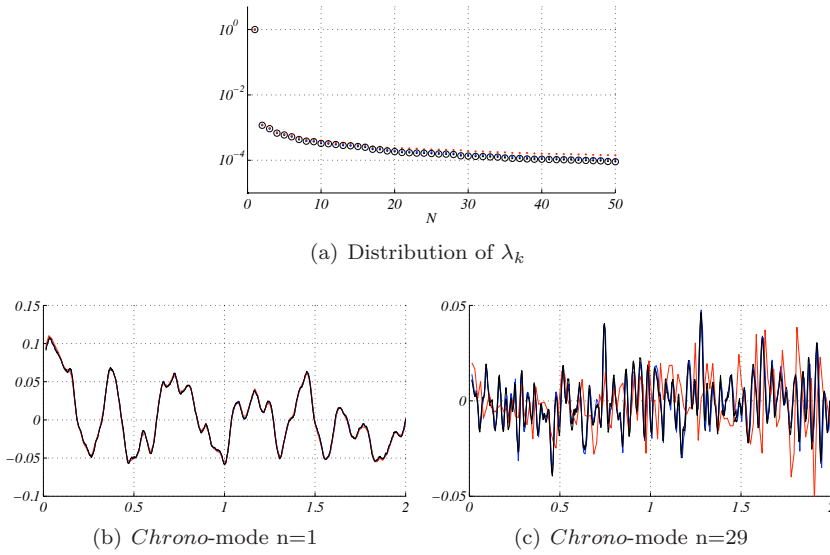 10^0
10^-2
10^-4
0 10 20 30 40 50
N
(a) Distribution of λ_k
0.15
0.1
0.05
0
−0.05
−0.1
0 0.5 1 1.5 2
(b) Chrono-mode n=1
0.05
0
−0.05
0 0.5 1 1.5 2
(c) Chrono-mode n=29